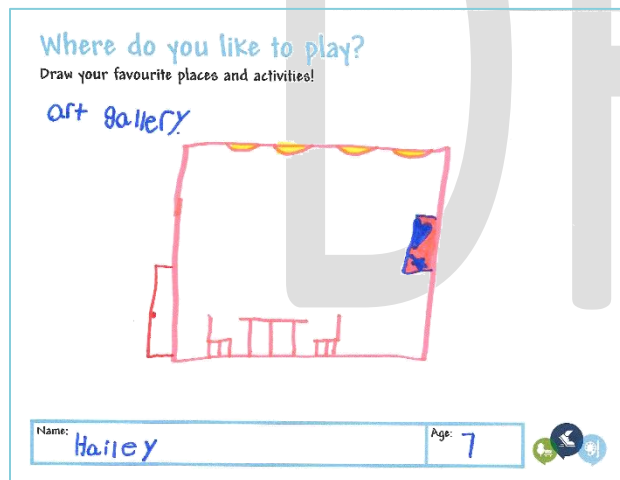 Where do you like to play?
Draw your favourite places and activities!
art gallery
Name: Hailey
Age: 7